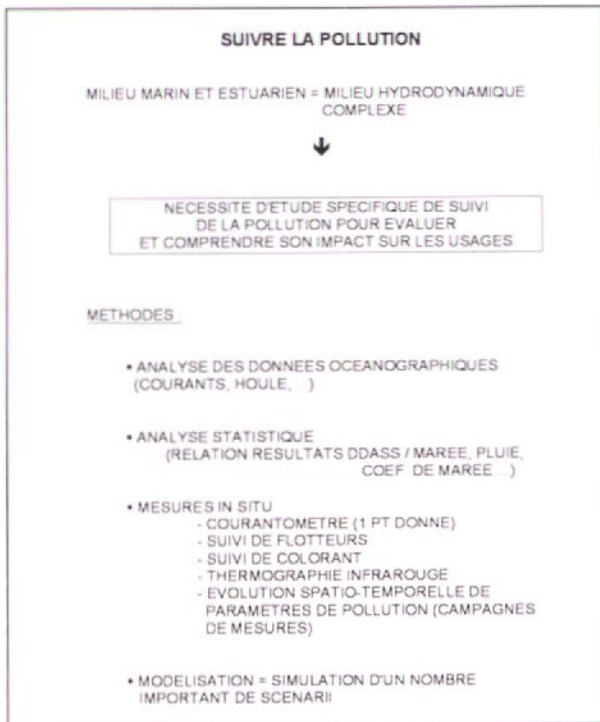 SUIVRE LA POLLUTION
MILIEU MARIN ET ESTUARIEN = MILIEU HYDRODYNAMIQUE
COMPLEXE
NECESSITE D'ETUDE SPECIFIQUE DE SUIVI
DE LA POLLUTION POUR EVALUER
ET COMPRENDRE SON IMPACT SUR LES USAGES
METHODES :
• ANALYSE DES DONNEES OCEANOGRAPHIQUES
(COURANTS, HOULE, ...)
• ANALYSE STATISTIQUE
(RELATION RESULTATS DDASS / MAREE, PLUIE,
COEF. DE MAREE ...)
• MESURES IN SITU
- COURANTOMETRE (1 PT DONNE)
- SUIVI DE FLOTTEURS
- SUIVI DE COLORANT
- THERMOGRAPHIE INFRAROUGE
- EVOLUTION SPATIO-TEMPORELLE DE
PARAMETRES DE POLLUTION (CAMPAGNES
DE MESURES)
• MODELISATION = SIMULATION D'UN NOMBRE
IMPORTANT DE SCENARII